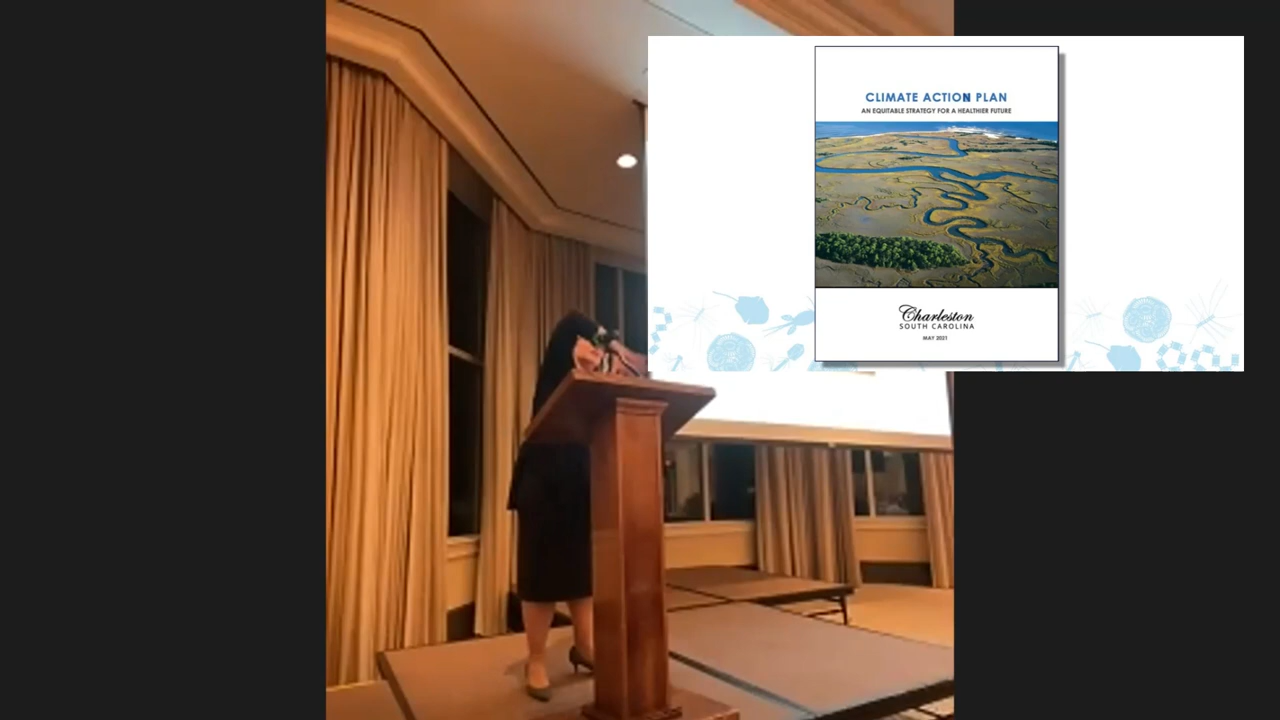 CLIMATE ACTION PLAN
AN EQUITABLE STRATEGY FOR A HEALTHIER FUTURE
Charleston
SOUTH CAROLINA
MAY 2021